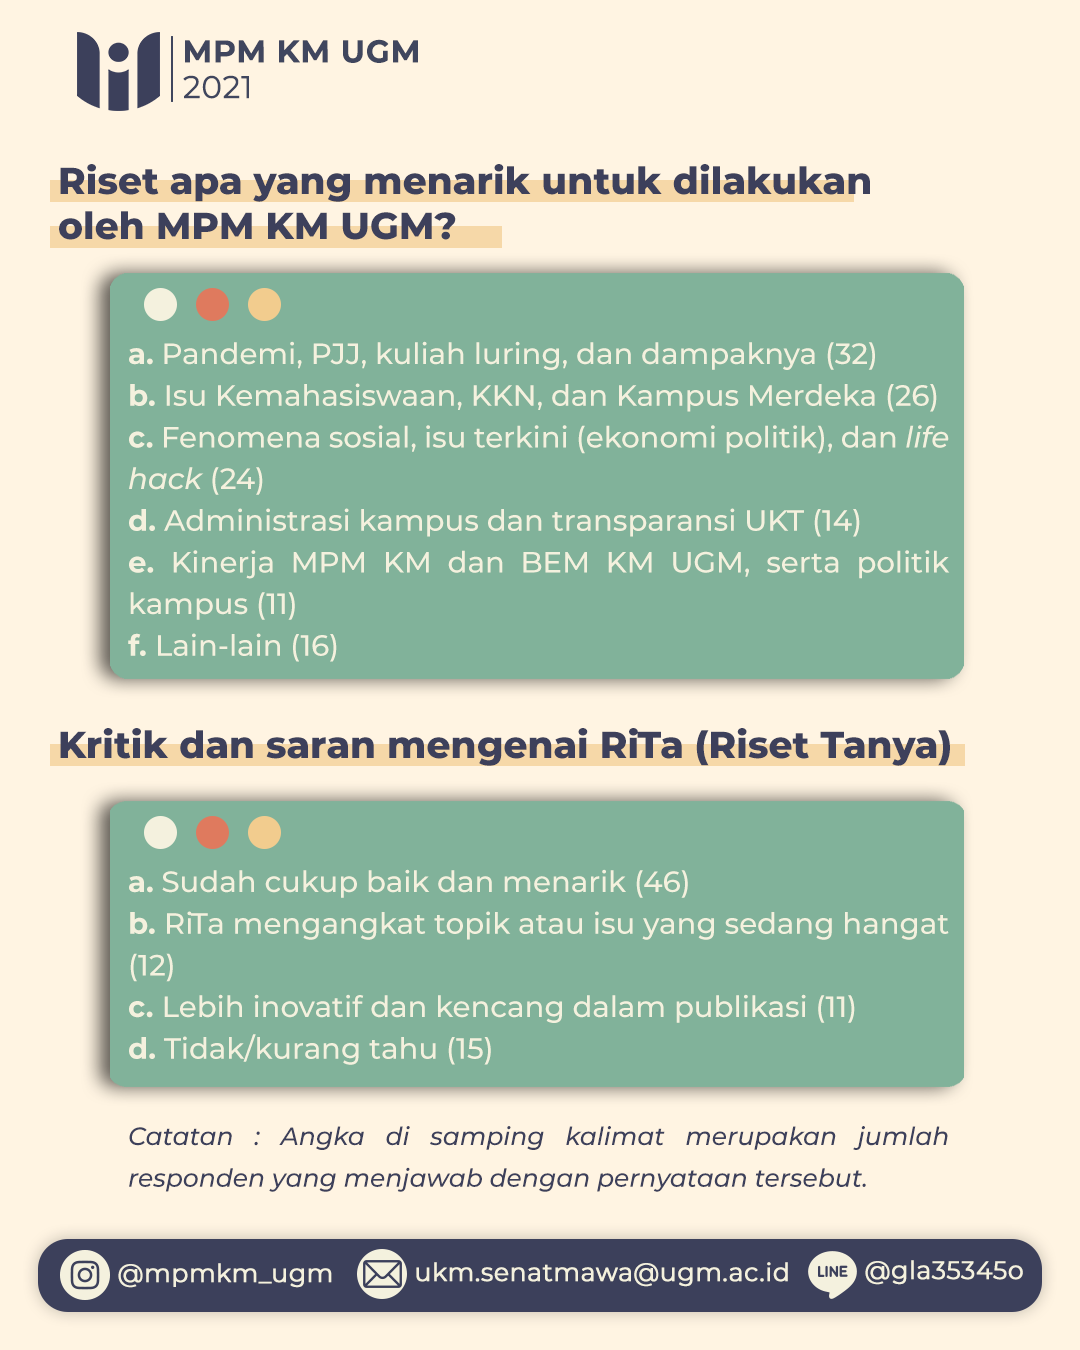 MPM KM UGM
2021
Riset apa yang menarik untuk dilakukan
oleh MPM KM UGM?
a. Pandemi, PJJ, kuliah luring, dan dampaknya (32)
b. Isu Kemahasiswaan, KKN, dan Kampus Merdeka (26)
c. Fenomena sosial, isu terkini (ekonomi politik), dan life
hack (24)
d. Administrasi kampus dan transparansi UKT (14)
e. Kinerja MPM KM dan BEM KM UGM, serta politik
kampus (11)
f. Lain-lain (16)
Kritik dan saran mengenai RiTa (Riset Tanya)
a. Sudah cukup baik dan menarik (46)
b. RiTa mengangkat topik atau isu yang sedang hangat
(12)
c. Lebih inovatif dan kencang dalam publikasi (11)
d. Tidak/kurang tahu (15)
Catatan : Angka di samping kalimat merupakan jumlah
responden yang menjawab dengan pernyataan tersebut.
@mpmkm_ugm ukm.senatmawa@ugm.ac.id LINE @gla35345o